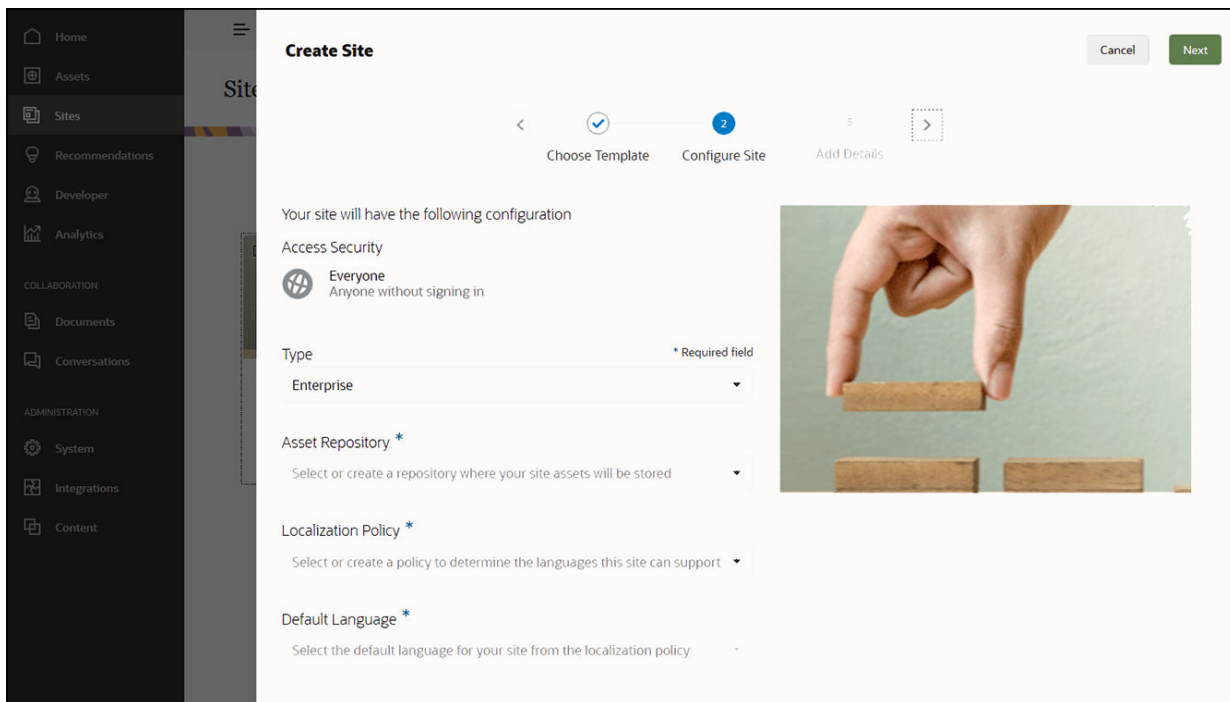 Home
Assets
Sites
Recommendations
Developer
Analytics
COLLABORATION
Documents
Conversations
ADMINISTRATION
System
Integrations
Content
Create Site
Cancel
Next
2
3
Choose Template
Configure Site
Add Details
Your site will have the following configuration
Access Security
Everyone
Anyone without signing in
Type
* Required field
Enterprise
Asset Repository *
Select or create a repository where your site assets will be stored
Localization Policy *
Select or create a policy to determine the languages this site can support
Default Language *
Select the default language for your site from the localization policy